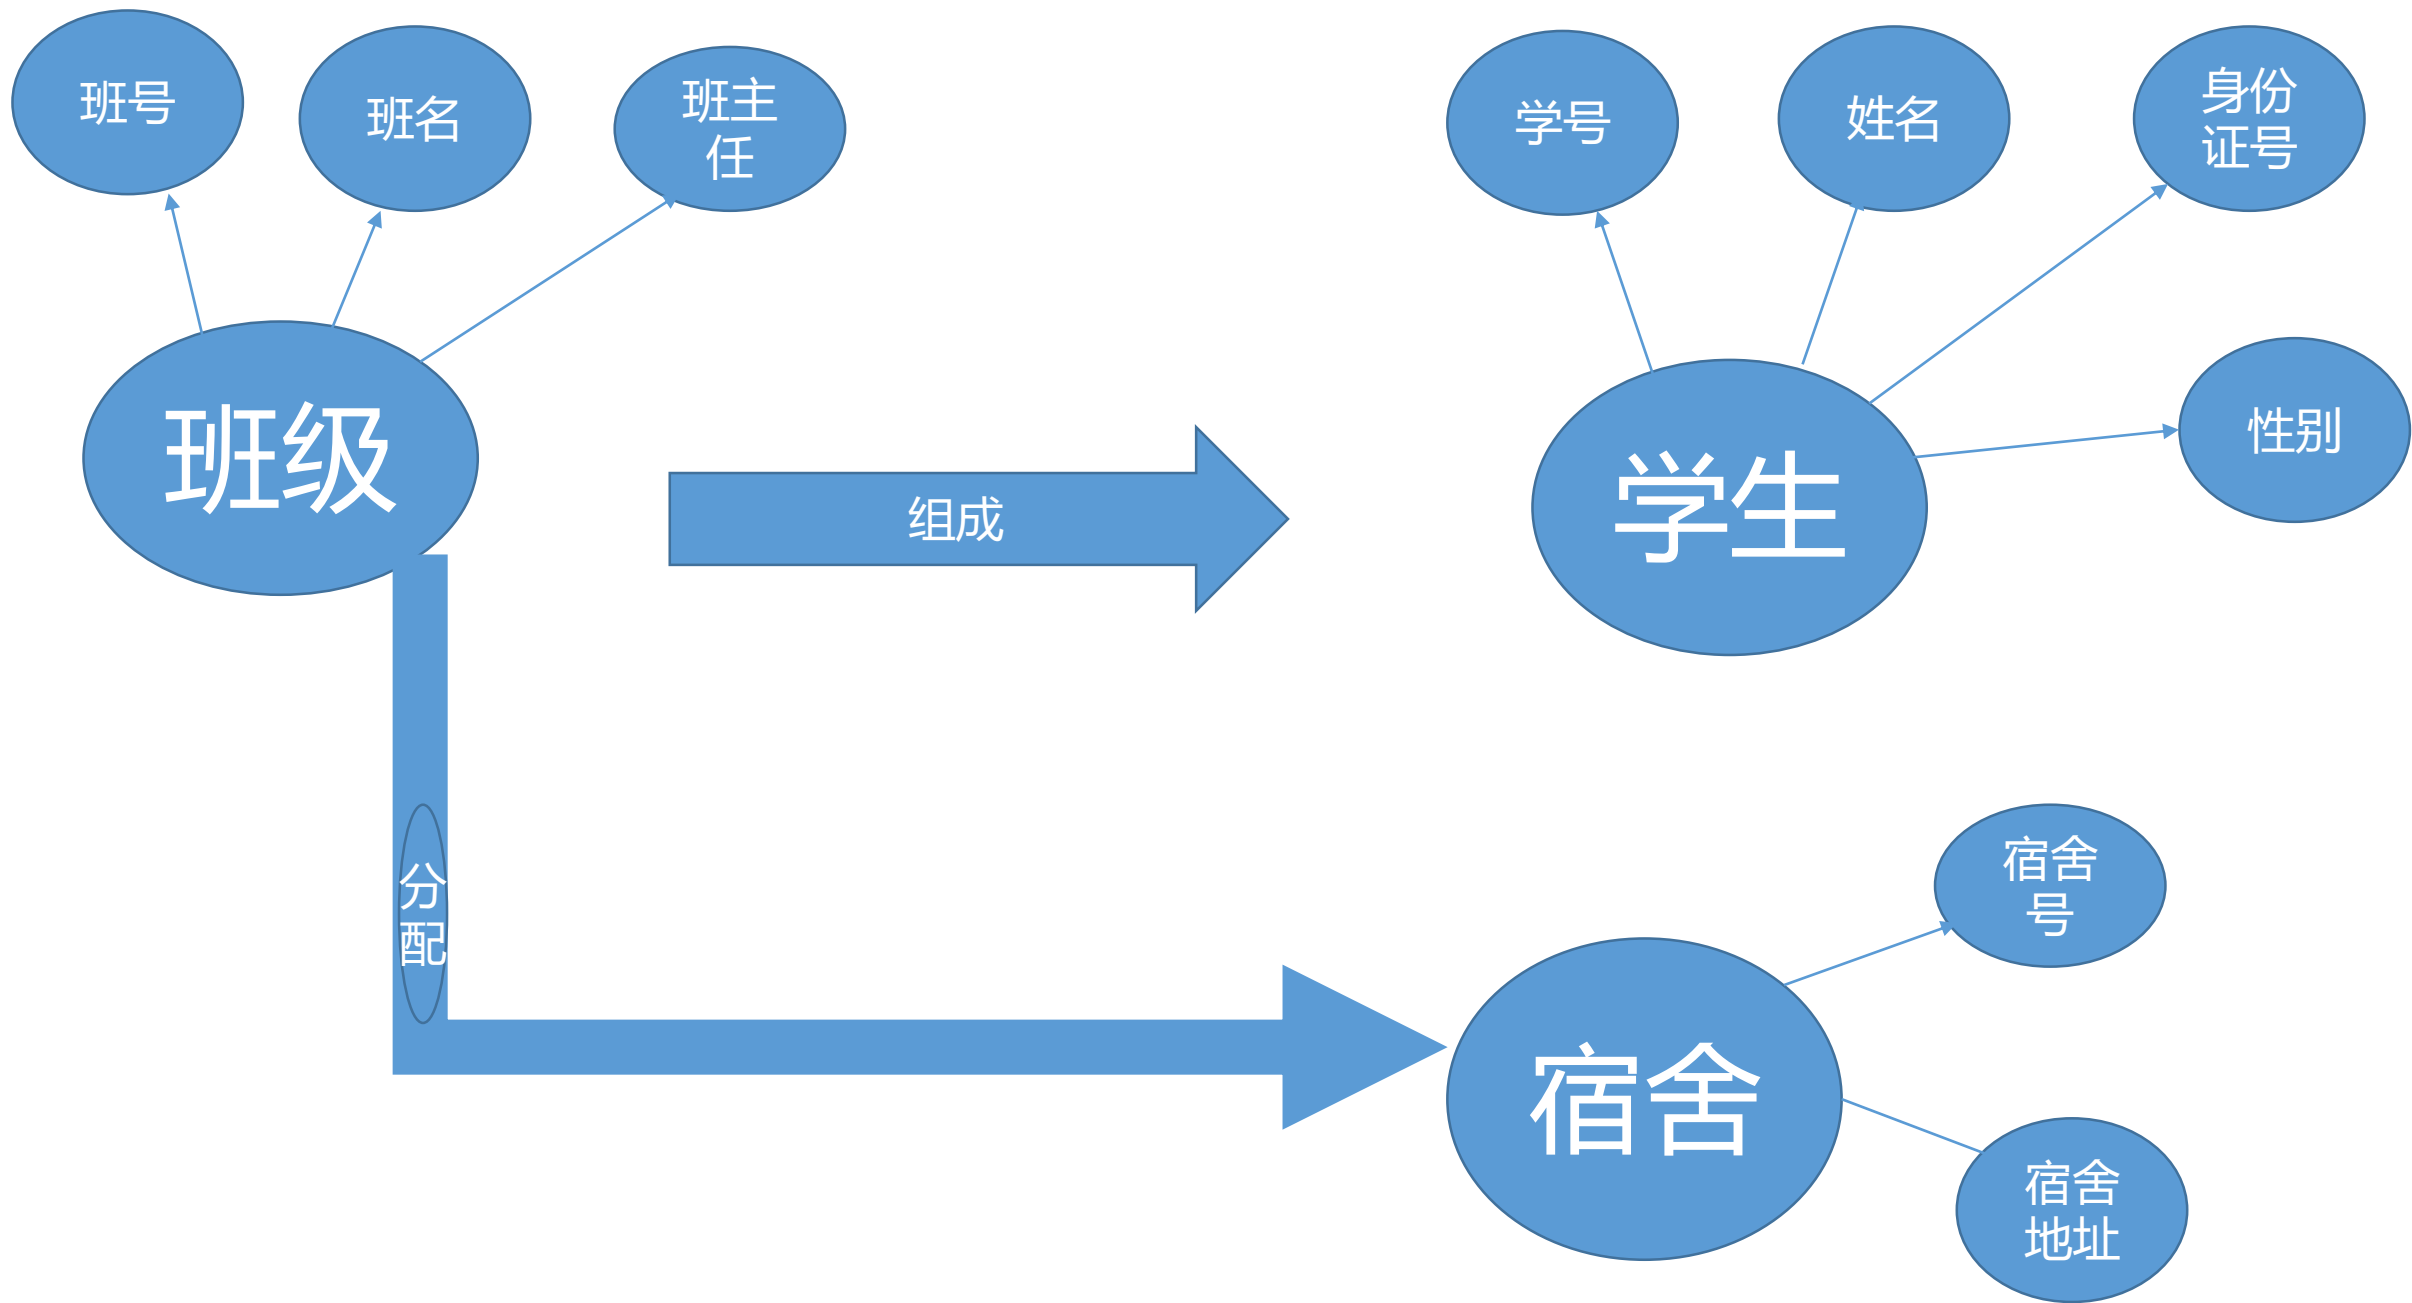 班号
班名
班主
任
学号
姓名
身份
证号
班级
组成
学生
性别
分
配
宿舍
号
宿舍
宿舍
地址